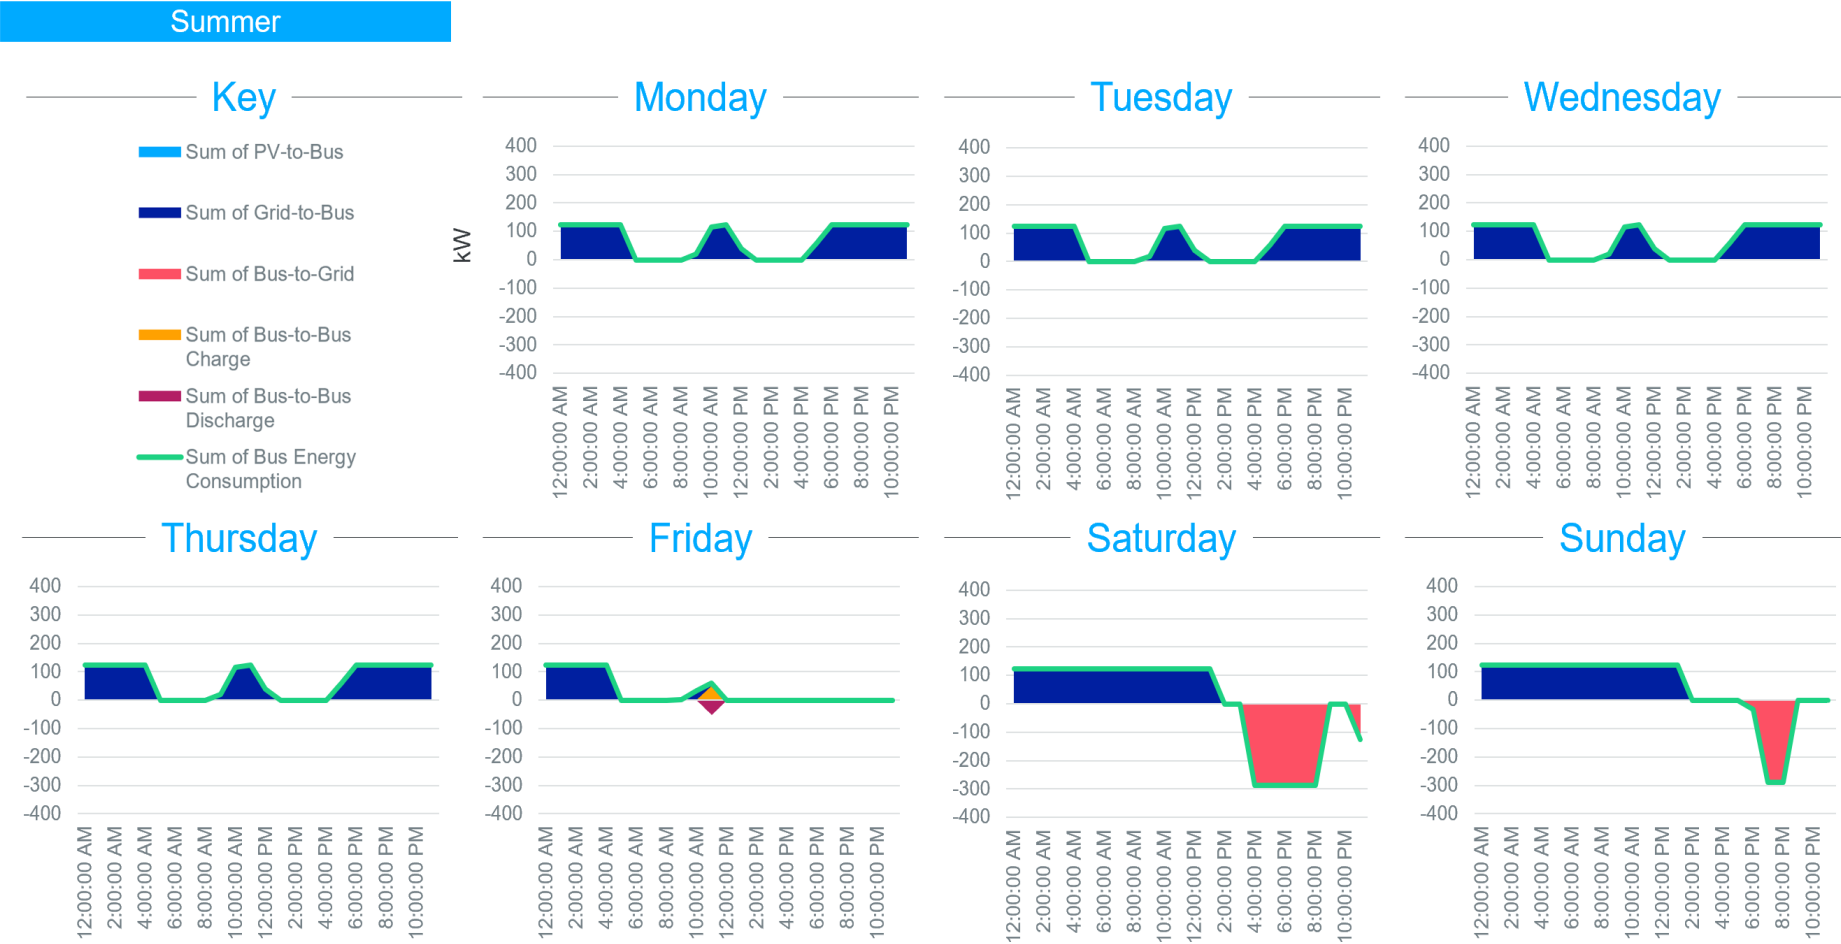 Summer
Key
Sum of PV-to-Bus
Sum of Grid-to-Bus
Sum of Bus-to-Grid
Sum of Bus-to-Bus
Charge
Sum of Bus-to-Bus
Discharge
Sum of Bus Energy
Consumption
Monday
kW
400
300
200
100
0
-100
-200
-300
-400
12:00:00 AM
2:00:00 AM
4:00:00 AM
6:00:00 AM
8:00:00 AM
10:00:00 AM
12:00:00 PM
2:00:00 PM
4:00:00 PM
6:00:00 PM
8:00:00 PM
10:00:00 PM
Tuesday
400
300
200
100
0
-100
-200
-300
-400
12:00:00 AM
2:00:00 AM
4:00:00 AM
6:00:00 AM
8:00:00 AM
10:00:00 AM
12:00:00 PM
2:00:00 PM
4:00:00 PM
6:00:00 PM
8:00:00 PM
10:00:00 PM
Wednesday
400
300
200
100
0
-100
-200
-300
-400
12:00:00 AM
2:00:00 AM
4:00:00 AM
6:00:00 AM
8:00:00 AM
10:00:00 AM
12:00:00 PM
2:00:00 PM
4:00:00 PM
6:00:00 PM
8:00:00 PM
10:00:00 PM
Thursday
400
300
200
100
0
-100
-200
-300
-400
12:00:00 AM
2:00:00 AM
4:00:00 AM
6:00:00 AM
8:00:00 AM
10:00:00 AM
12:00:00 PM
2:00:00 PM
4:00:00 PM
6:00:00 PM
8:00:00 PM
10:00:00 PM
Friday
400
300
200
100
0
-100
-200
-300
-400
12:00:00 AM
2:00:00 AM
4:00:00 AM
6:00:00 AM
8:00:00 AM
10:00:00 AM
12:00:00 PM
2:00:00 PM
4:00:00 PM
6:00:00 PM
8:00:00 PM
10:00:00 PM
Saturday
400
300
200
100
0
-100
-200
-300
-400
12:00:00 AM
2:00:00 AM
4:00:00 AM
6:00:00 AM
8:00:00 AM
10:00:00 AM
12:00:00 PM
2:00:00 PM
4:00:00 PM
6:00:00 PM
8:00:00 PM
10:00:00 PM
Sunday
400
300
200
100
0
-100
-200
-300
-400
12:00:00 AM
2:00:00 AM
4:00:00 AM
6:00:00 AM
8:00:00 AM
10:00:00 AM
12:00:00 PM
2:00:00 PM
4:00:00 PM
6:00:00 PM
8:00:00 PM
10:00:00 PM